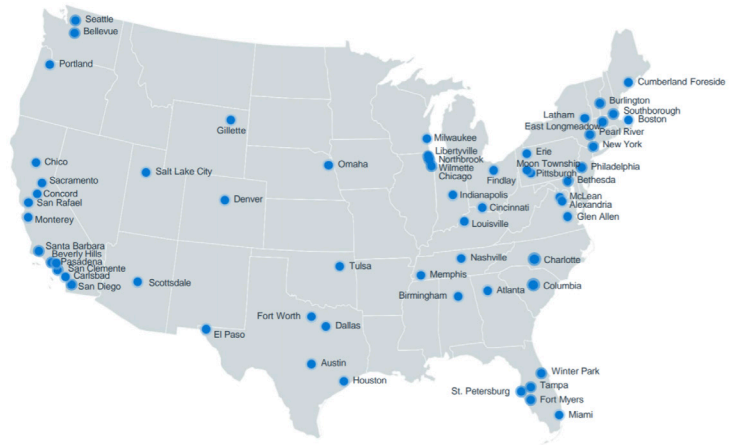 Seattle
Bellevue
Portland
Cumberland Foreside
Burlington
Latham
Southborough
East Longmeadow
Boston
Pearl River
New York
Gillette
Milwaukee
Libertyville
Northbrook
Wilmette
Chicago
Erie
Moon Township
Pittsburgh
Philadelphia
Findlay
Bethesda
Chico
Salt Lake City
Omaha
Sacramento
Concord
San Rafael
Denver
Indianapolis
Cincinnati
McLean
Alexandria
Monterey
Louisville
Glen Allen
Santa Barbara
Beverly Hills
Pasadena
San Clemente
Carlsbad
San Diego
Scottsdale
Tulsa
Nashville
Memphis
Charlotte
Columbia
Birmingham
Atlanta
Fort Worth
Dallas
El Paso
Austin
Houston
Winter Park
Tampa
St. Petersburg
Fort Myers
Miami